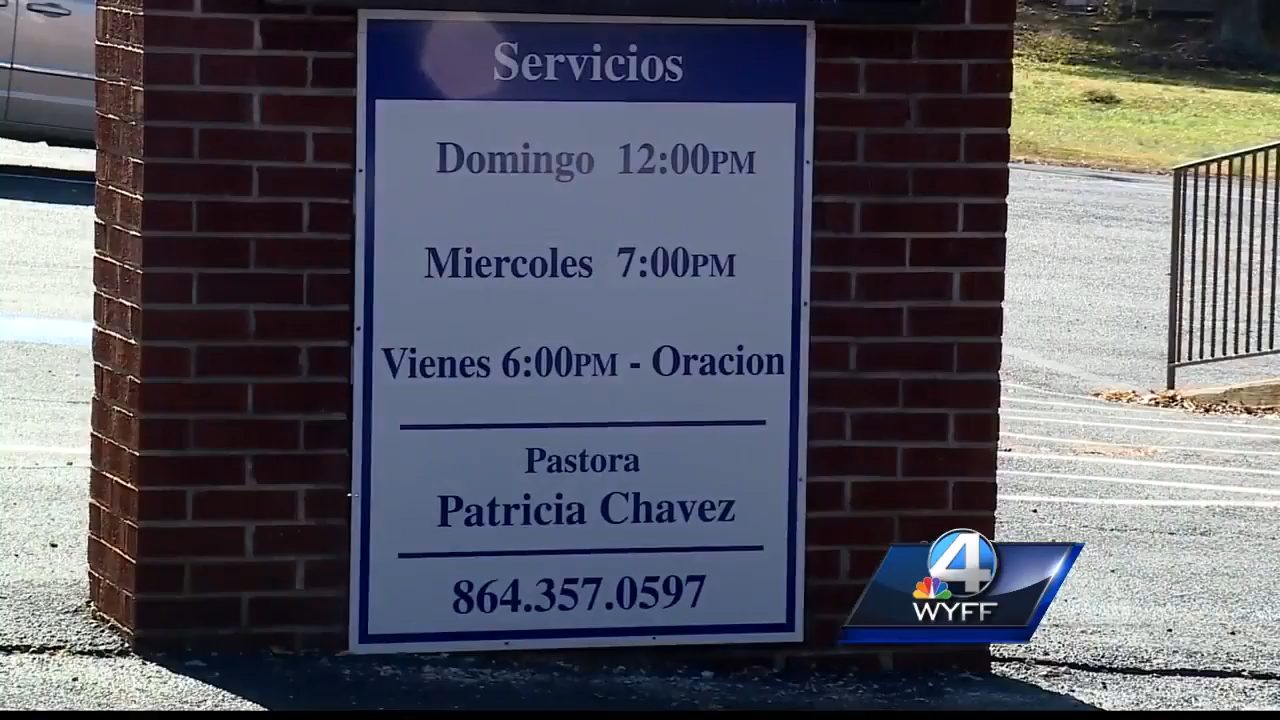 Servicios
Domingo 12:00PM
Miercoles 7:00PM
Vienes 6:00PM - Oracion
Pastora
Patricia Chavez
864.357.0597
4
WYFF